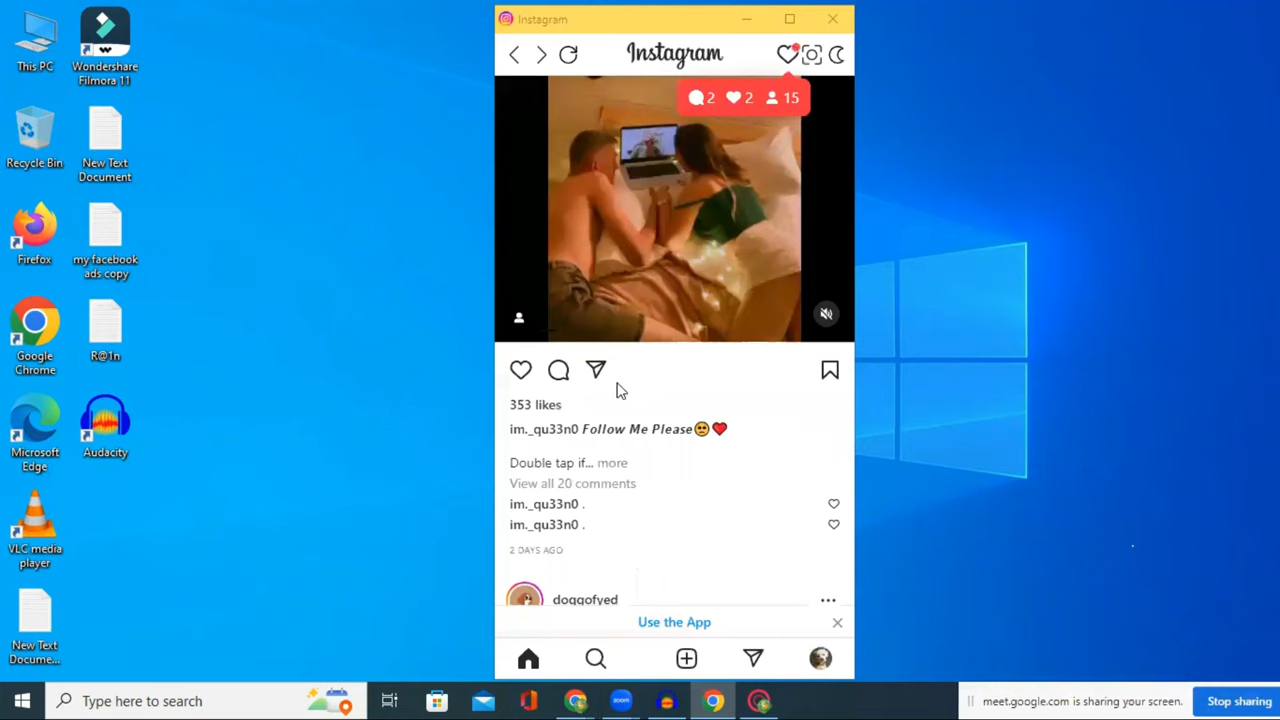 Instagram
Instagram
2 2 15
353 likes
im._qu33n0 Follow Me Please🥺❤️
Double tap if... more
View all 20 comments
im._qu33n0 .
im._qu33n0 .
2 DAYS AGO
doggofyed
Use the App
This PC
Wondershare
Filmora 11
Recycle Bin
New Text
Document
Firefox
my facebook
ads copy
Google
Chrome
R@1n
Microsoft
Edge
Audacity
VLC media
player
New Text
Docume...
Type here to search
zoom
meet.google.com is sharing your screen.
Stop sharing